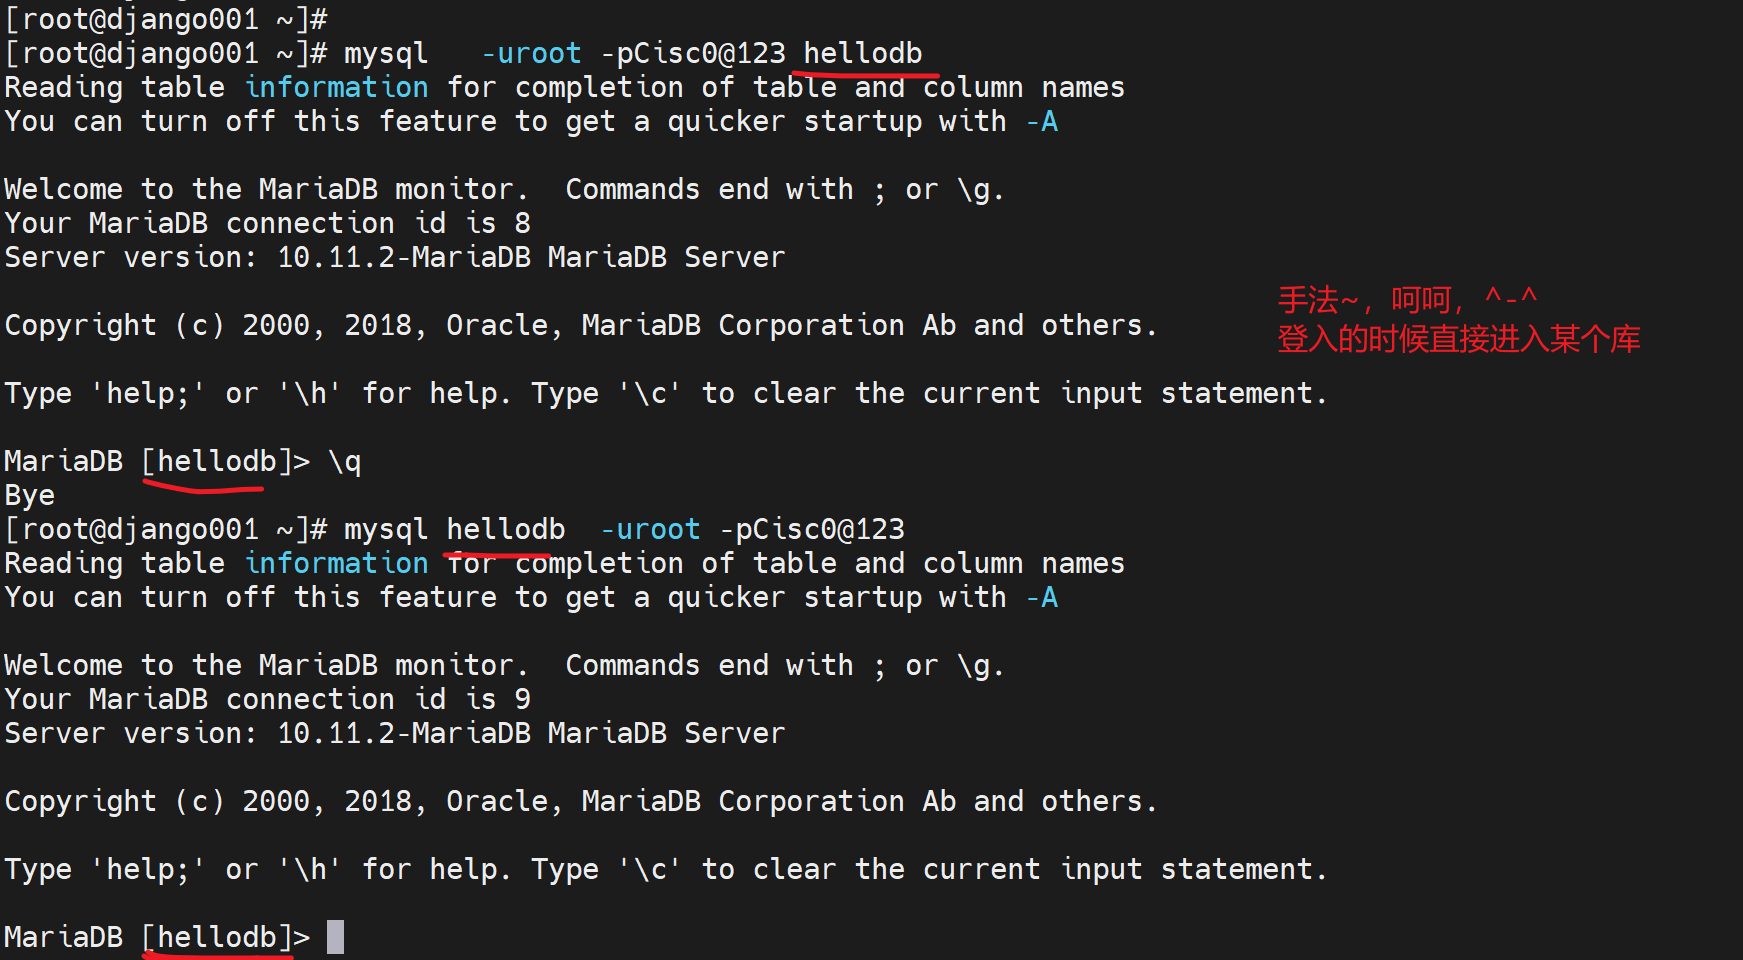 [root@django001 ~]#
[root@django001 ~]# mysql   -uroot -pCisc0@123 hellodb
Reading table information for completion of table and column names
You can turn off this feature to get a quicker startup with -A
Welcome to the MariaDB monitor.  Commands end with ; or \g.
Your MariaDB connection id is 8
Server version: 10.11.2-MariaDB MariaDB Server
手法~，呵呵，^-^
Copyright (c) 2000, 2018, Oracle, MariaDB Corporation Ab and others.
登入的时候直接进入某个库
Type 'help;' or '\h' for help. Type '\c' to clear the current input statement.
MariaDB [hellodb]> \q
Bye
[root@django001 ~]# mysql hellodb  -uroot -pCisc0@123
Reading table information for completion of table and column names
You can turn off this feature to get a quicker startup with -A
Welcome to the MariaDB monitor.  Commands end with ; or \g.
Your MariaDB connection id is 9
Server version: 10.11.2-MariaDB MariaDB Server
Copyright (c) 2000, 2018, Oracle, MariaDB Corporation Ab and others.
Type 'help;' or '\h' for help. Type '\c' to clear the current input statement.
MariaDB [hellodb]>